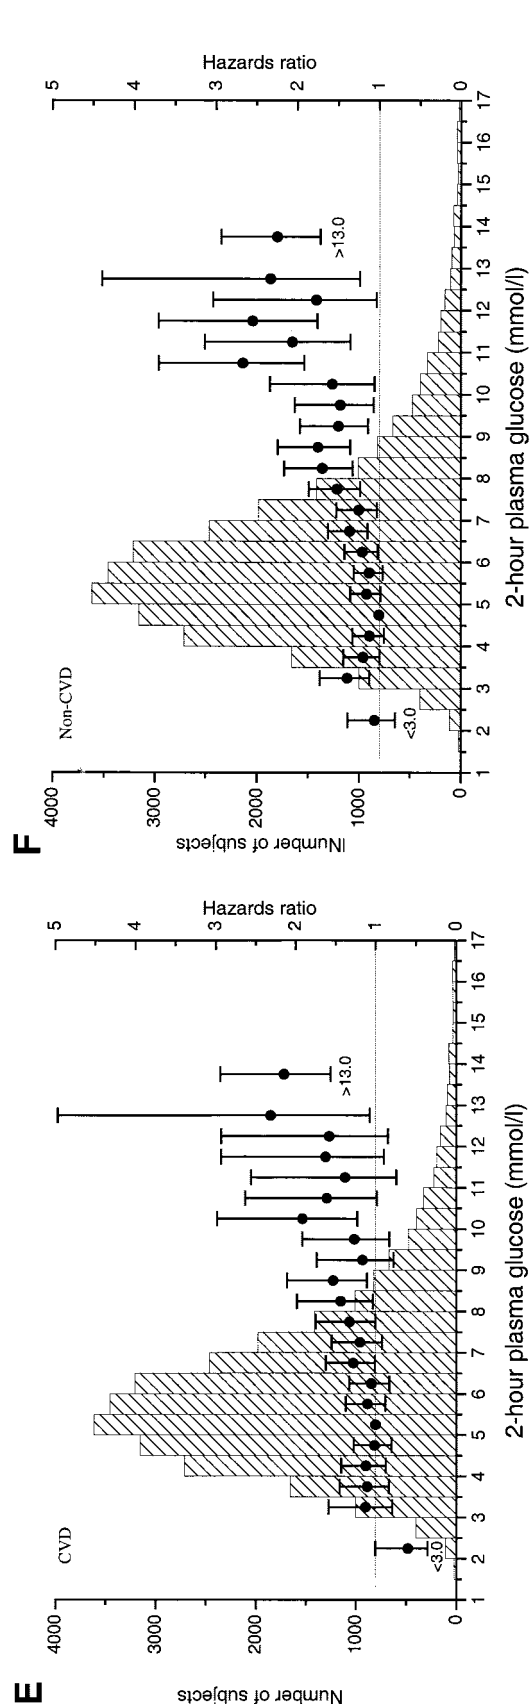 E
CVD
Number of subjects
4000
3000
2000
1000
0
Hazards ratio
5
4
3
2
1
0
<3.0
>13.0
1 2 3 4 5 6 7 8 9 10 11 12 13 14 15 16 17
2-hour plasma glucose (mmol/l)
F
Non-CVD
Number of subjects
4000
3000
2000
1000
0
Hazards ratio
5
4
3
2
1
0
<3.0
>13.0
1 2 3 4 5 6 7 8 9 10 11 12 13 14 15 16 17
2-hour plasma glucose (mmol/l)